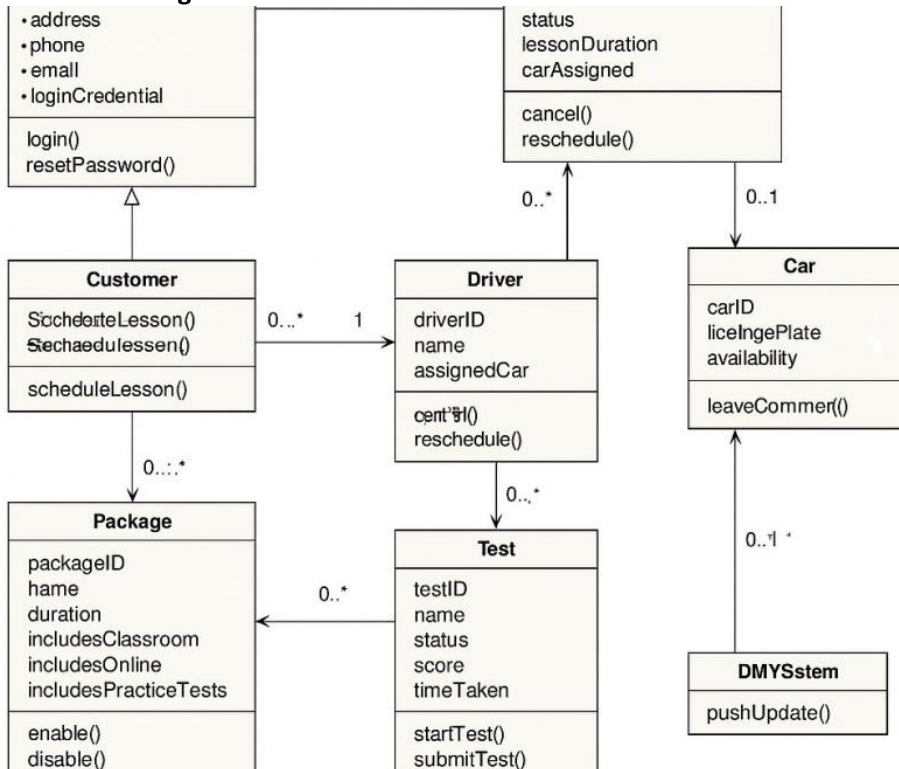 address
phone
emall
loginCredential
login()
resetPassword()
status
lessonDuration
carAssigned
cancel()
reschedule()
0..*
0..1
Customer
scheduleLesson()
0...*
1
Driver
driverID
name
assignedCar
reschedule()
Car
carID
liceIngePlate
availability
leaveCommer(()
0..:.*
0..*
Package
packageID
hame
duration
includesClassroom
includesOnline
includesPracticeTests
enable()
disable()
0..*
Test
testID
name
status
score
timeTaken
startTest()
submitTest()
DMYSstem
pushUpdate()